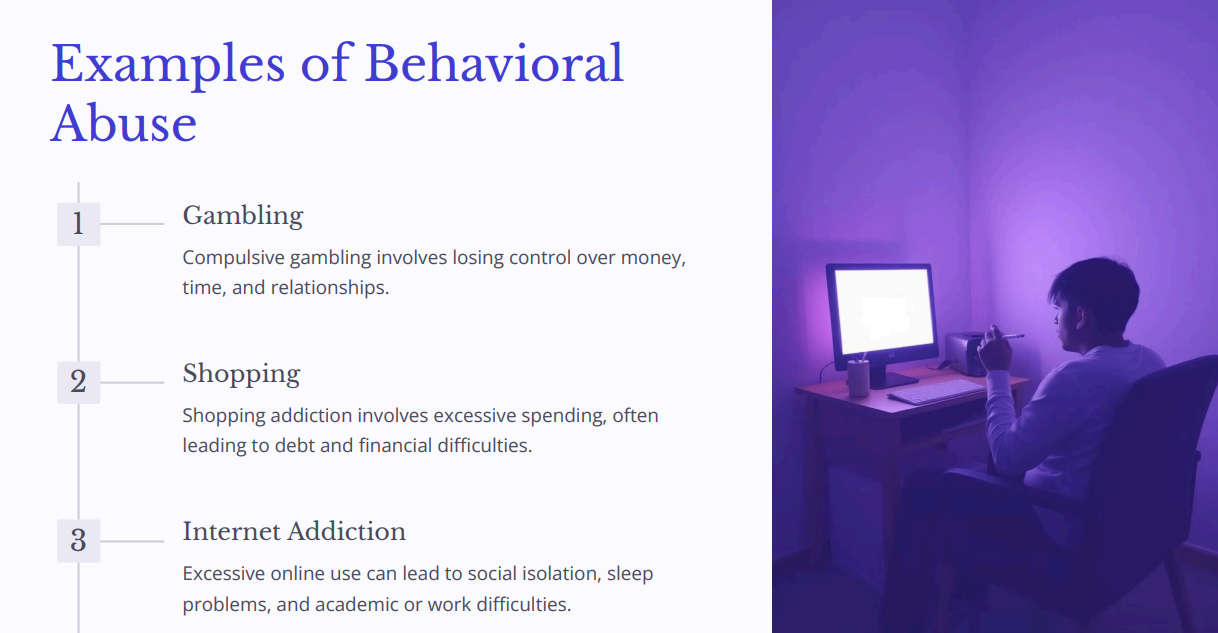 Examples of Behavioral
Abuse
1
Gambling
Compulsive gambling involves losing control over money,
time, and relationships.
2
Shopping
Shopping addiction involves excessive spending, often
leading to debt and financial difficulties.
3
Internet Addiction
Excessive online use can lead to social isolation, sleep
problems, and academic or work difficulties.